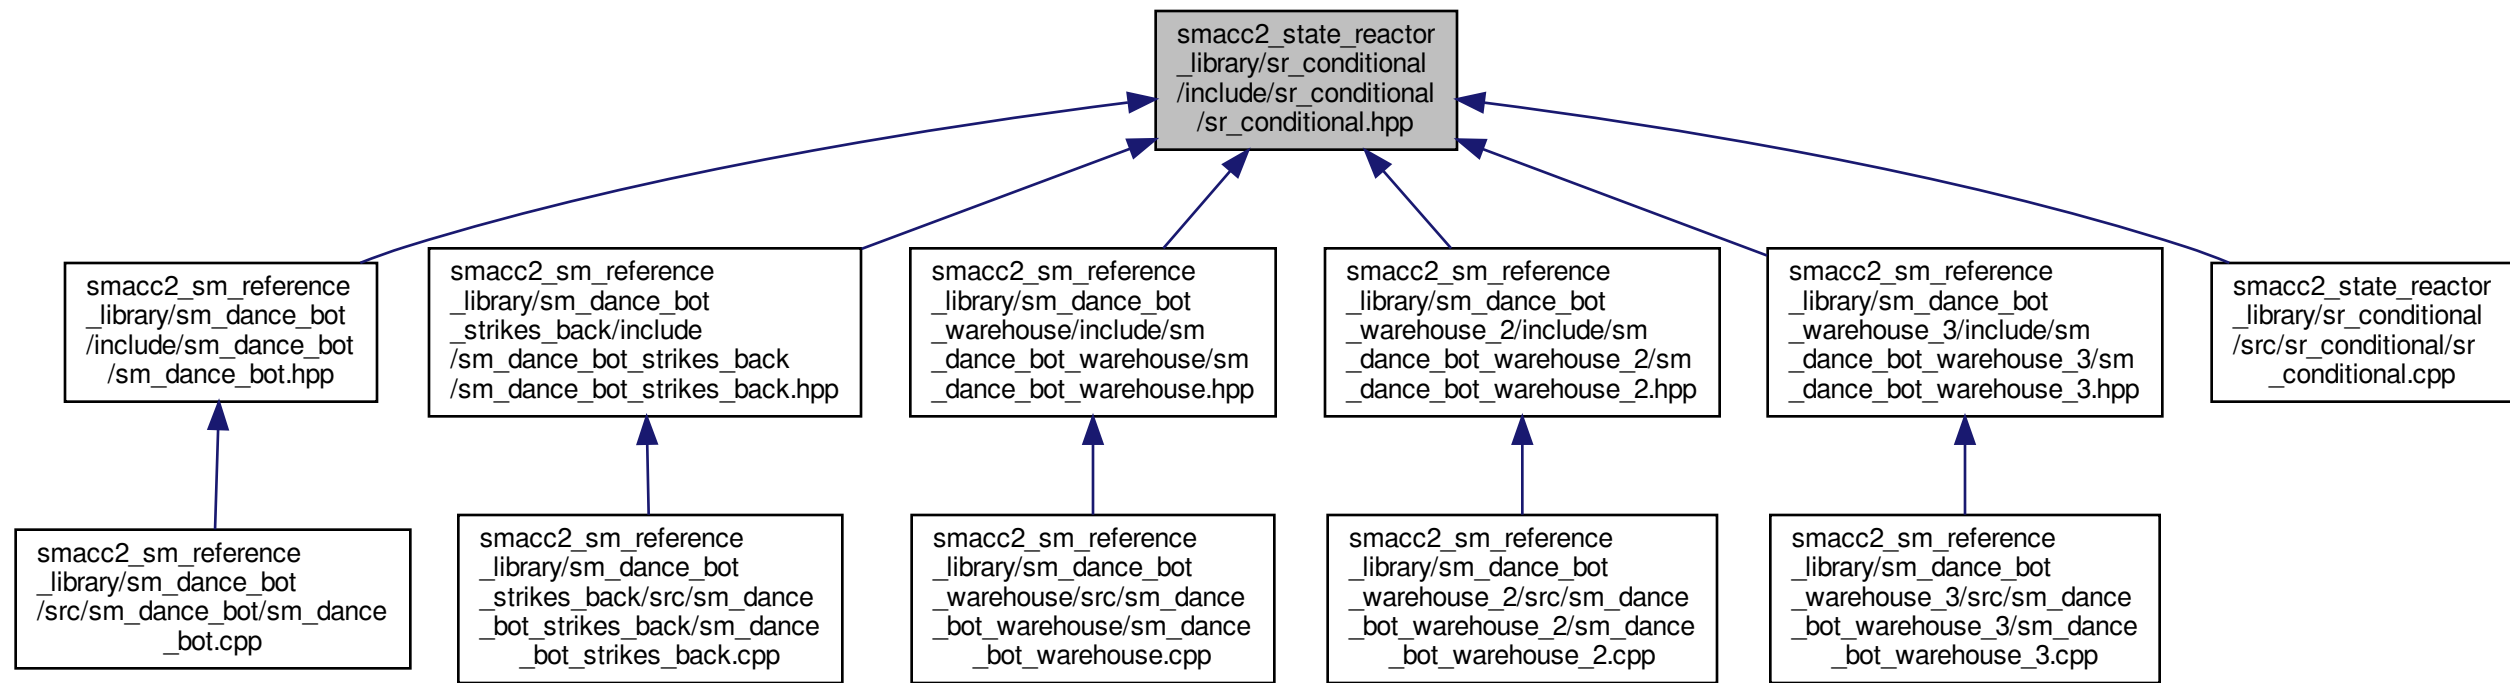 smacc2_state_reactor
_library/sr_conditional
/include/sr_conditional
/sr_conditional.hpp
smacc2_sm_reference
_library/sm_dance_bot
/include/sm_dance_bot
/sm_dance_bot.hpp
smacc2_sm_reference
_library/sm_dance_bot
_strikes_back/include
/sm_dance_bot_strikes_back
/sm_dance_bot_strikes_back.hpp
smacc2_sm_reference
_library/sm_dance_bot
_warehouse/include/sm
_dance_bot_warehouse/sm
_dance_bot_warehouse.hpp
smacc2_sm_reference
_library/sm_dance_bot
_warehouse_2/include/sm
_dance_bot_warehouse_2/sm
_dance_bot_warehouse_2.hpp
smacc2_sm_reference
_library/sm_dance_bot
_warehouse_3/include/sm
_dance_bot_warehouse_3/sm
_dance_bot_warehouse_3.hpp
smacc2_state_reactor
_library/sr_conditional
/src/sr_conditional/sr
_conditional.cpp
smacc2_sm_reference
_library/sm_dance_bot
/src/sm_dance_bot/sm_dance
_bot.cpp
smacc2_sm_reference
_library/sm_dance_bot
_strikes_back/src/sm_dance
_bot_strikes_back/sm_dance
_bot_strikes_back.cpp
smacc2_sm_reference
_library/sm_dance_bot
_warehouse/src/sm_dance
_bot_warehouse/sm_dance
_bot_warehouse.cpp
smacc2_sm_reference
_library/sm_dance_bot
_warehouse_2/src/sm_dance
_bot_warehouse_2/sm_dance
_bot_warehouse_2.cpp
smacc2_sm_reference
_library/sm_dance_bot
_warehouse_3/src/sm_dance
_bot_warehouse_3/sm_dance
_bot_warehouse_3.cpp